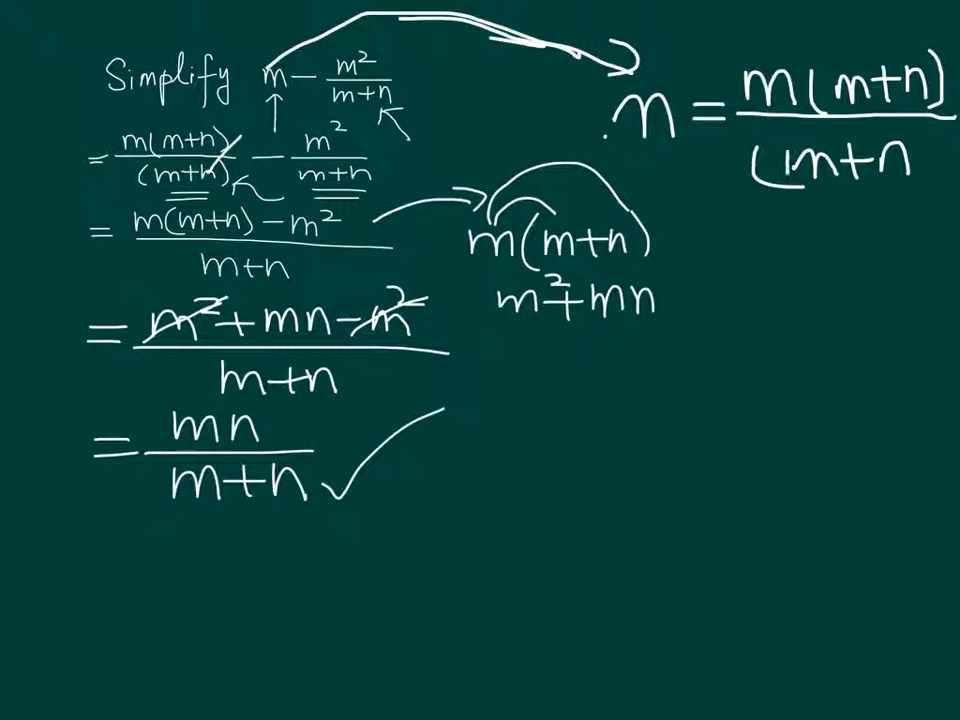 Simplify m - m²/(m+n)
= m(m+n)/(m+n) - m²/(m+n)
= (m(m+n) - m²)/(m+n)
= (m² + mn - m²)/(m+n)
= mn/(m+n) ✓
m(m+n)
m² + mn
m = m(m+n)/(m+n